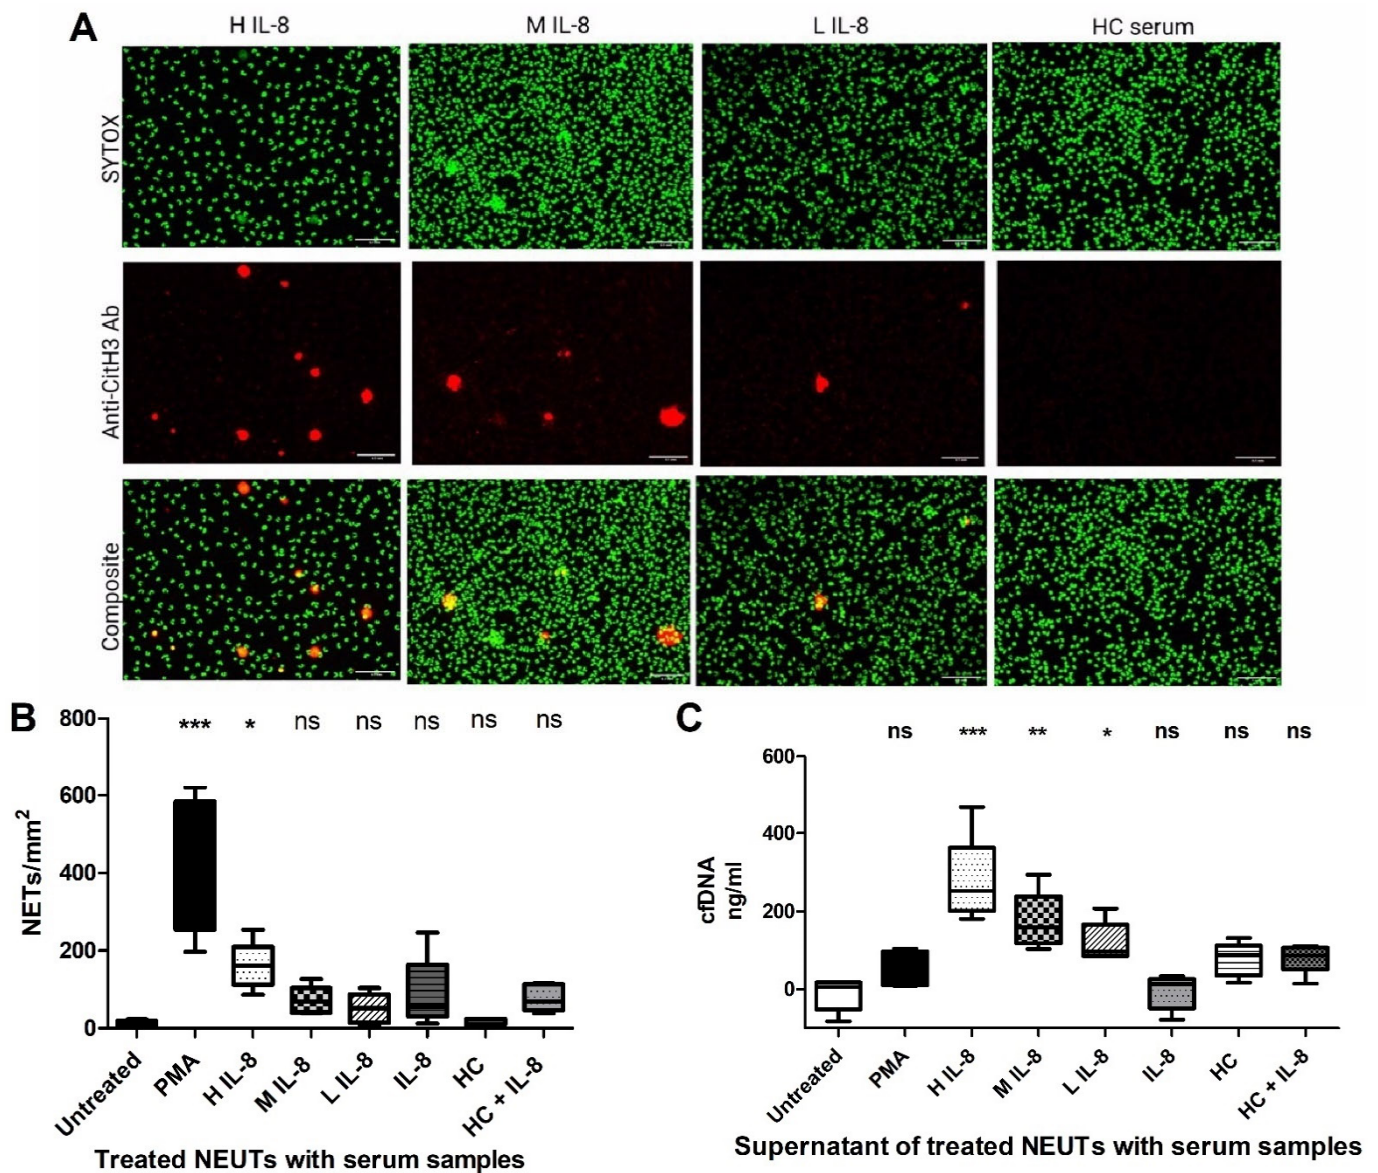 A
H IL-8
M IL-8
L IL-8
HC serum
SYTOX
Anti-CitH3 Ab
Composite
B
800
600
400
200
0
NETs/mm²
***
*
ns
ns
ns
ns
ns
Untreated
PMA
H IL-8
M IL-8
L IL-8
IL-8
HC
HC + IL-8
Treated NEUTs with serum samples
C
600
400
200
0
cfDNA
ng/ml
ns
***
**
*
ns
ns
ns
Untreated
PMA
H IL-8
M IL-8
L IL-8
IL-8
HC
HC + IL-8
Supernatant of treated NEUTs with serum samples